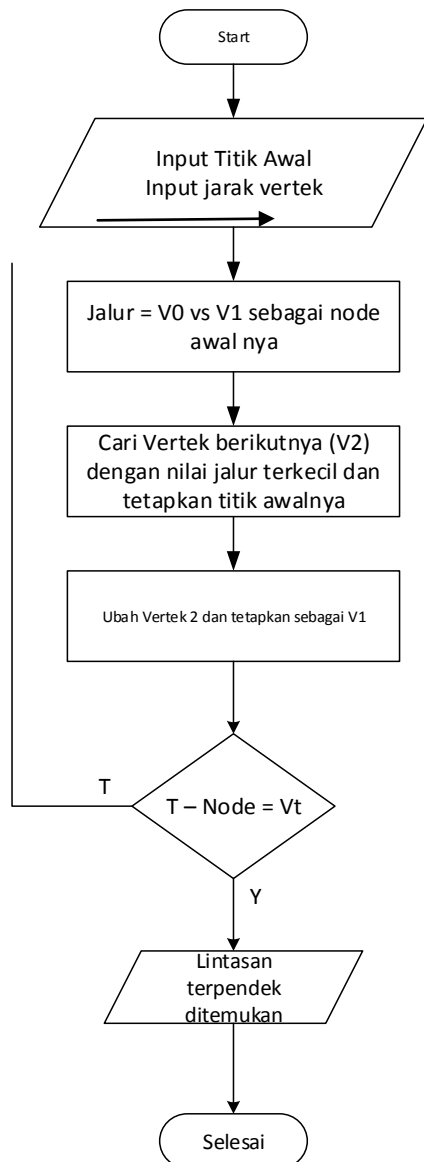 Start
Input Titik Awal
Input jarak vertek
Jalur = V0 vs V1 sebagai node
awal nya
Cari Vertek berikutnya (V2)
dengan nilai jalur terkecil dan
tetapkan titik awalnya
Ubah Vertek 2 dan tetapkan sebagai V1
T
T – Node = Vt
Y
Lintasan
terpendek
ditemukan
Selesai